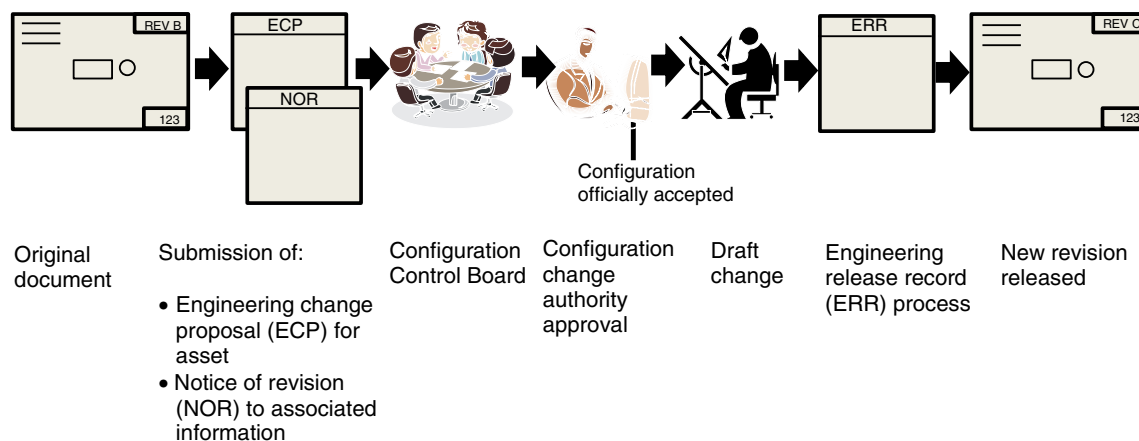 REV B
123
ECP
NOR
Configuration
officially accepted
ERR
REV C
123
Original
document
Submission of:
• Engineering change
proposal (ECP) for
asset
• Notice of revision
(NOR) to associated
information
Configuration
Control Board
Configuration
change
authority
approval
Draft
change
Engineering
release record
(ERR) process
New revision
released